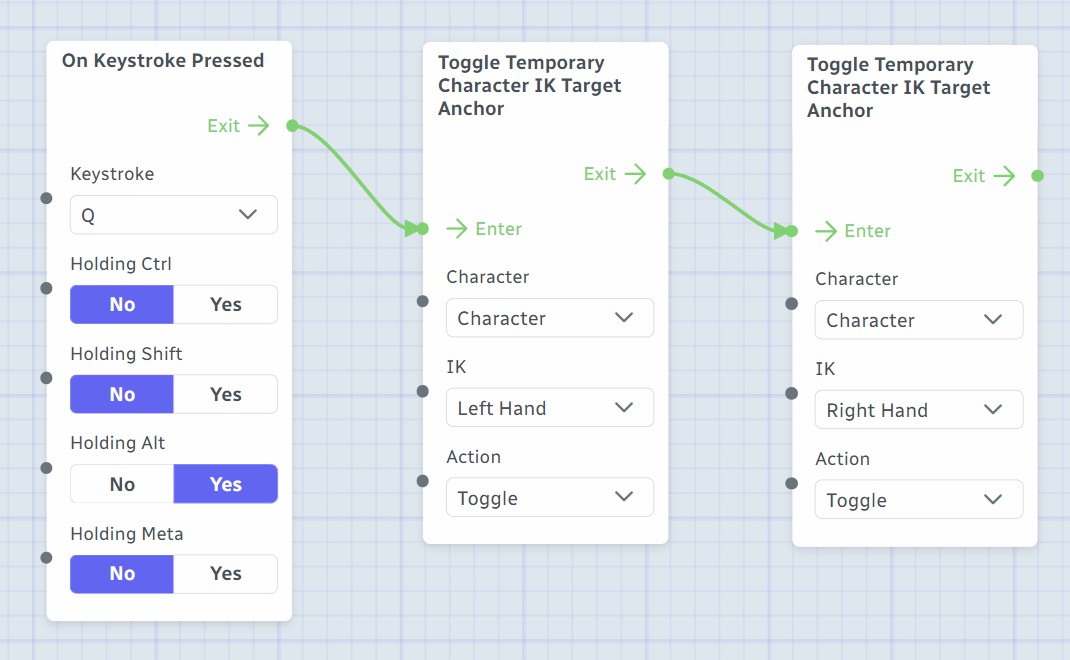 On Keystroke Pressed
Exit
Keystroke
Q
Holding Ctrl
No Yes
Holding Shift
No Yes
Holding Alt
No Yes
Holding Meta
No Yes
Toggle Temporary
Character IK Target
Anchor
Exit
Enter
Character
Character
IK
Left Hand
Action
Toggle
Toggle Temporary
Character IK Target
Anchor
Exit
Enter
Character
Character
IK
Right Hand
Action
Toggle